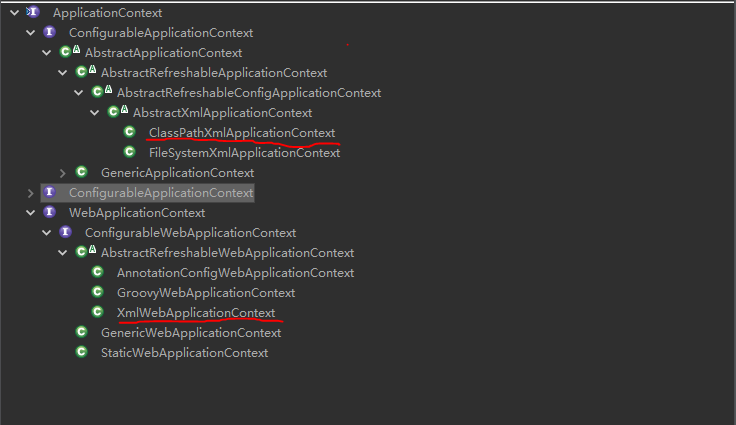 ApplicationContext
ConfigurableApplicationContext
AbstractApplicationContext
AbstractRefreshableApplicationContext
AbstractRefreshableConfigApplicationContext
AbstractXmlApplicationContext
ClassPathXmlApplicationContext
FileSystemXmlApplicationContext
GenericApplicationContext
ConfigurableApplicationContext
WebApplicationContext
ConfigurableWebApplicationContext
AbstractRefreshableWebApplicationContext
AnnotationConfigWebApplicationContext
GroovyWebApplicationContext
XmlWebApplicationContext
GenericWebApplicationContext
StaticWebApplicationContext